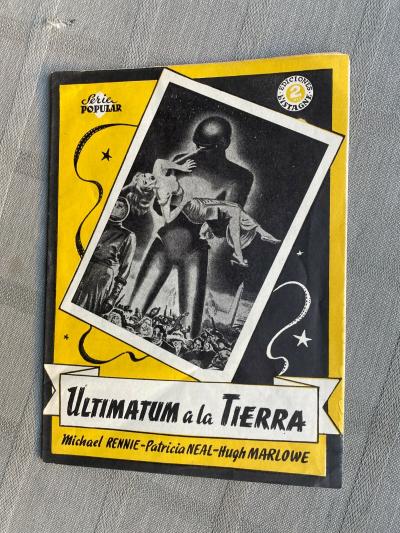 Serie
POPULAR
EDICIONES
2
BISTAGNE
ULTIMATUM a la TIERRA
Michael RENNIE-Patricia NEAL-Hugh MARLOWE